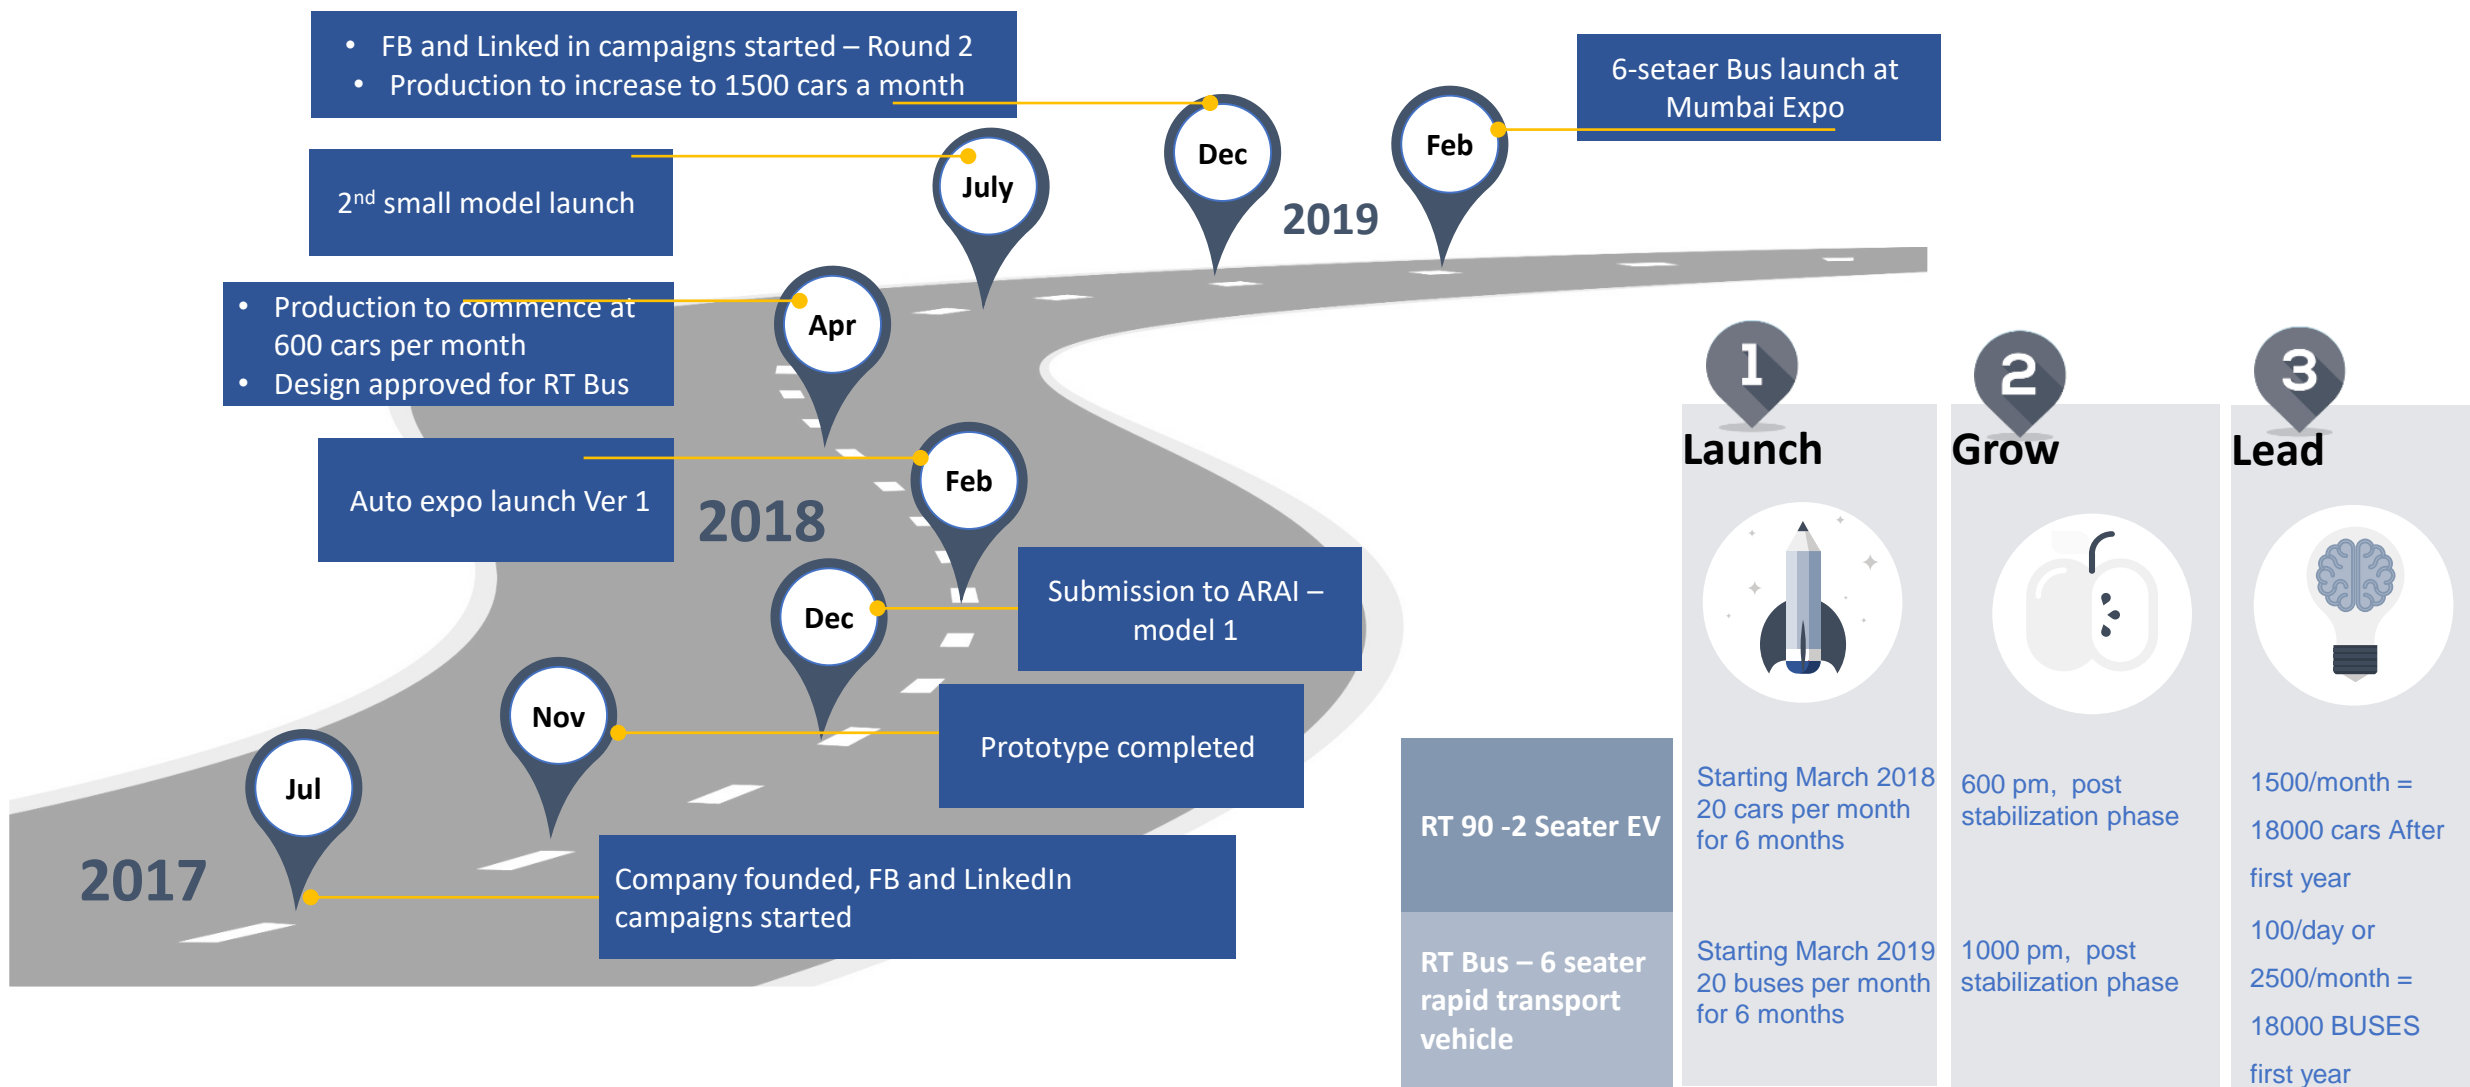 • FB and Linked in campaigns started – Round 2
• Production to increase to 1500 cars a month
6-setaer Bus launch at
Mumbai Expo
Dec
Feb
July
2nd small model launch
2019
• Production to commence at
600 cars per month
• Design approved for RT Bus
Apr
Auto expo launch Ver 1
Feb
2018
Submission to ARAI –
model 1
Dec
Nov
Prototype completed
Jul
2017
Company founded, FB and LinkedIn
campaigns started
1
2
3
Launch
Grow
Lead
RT 90 -2 Seater EV
Starting March 2018
20 cars per month
for 6 months
600 pm, post
stabilization phase
1500/month =
18000 cars After
first year
RT Bus – 6 seater
rapid transport
vehicle
Starting March 2019
20 buses per month
for 6 months
1000 pm, post
stabilization phase
100/day or
2500/month =
18000 BUSES
first year